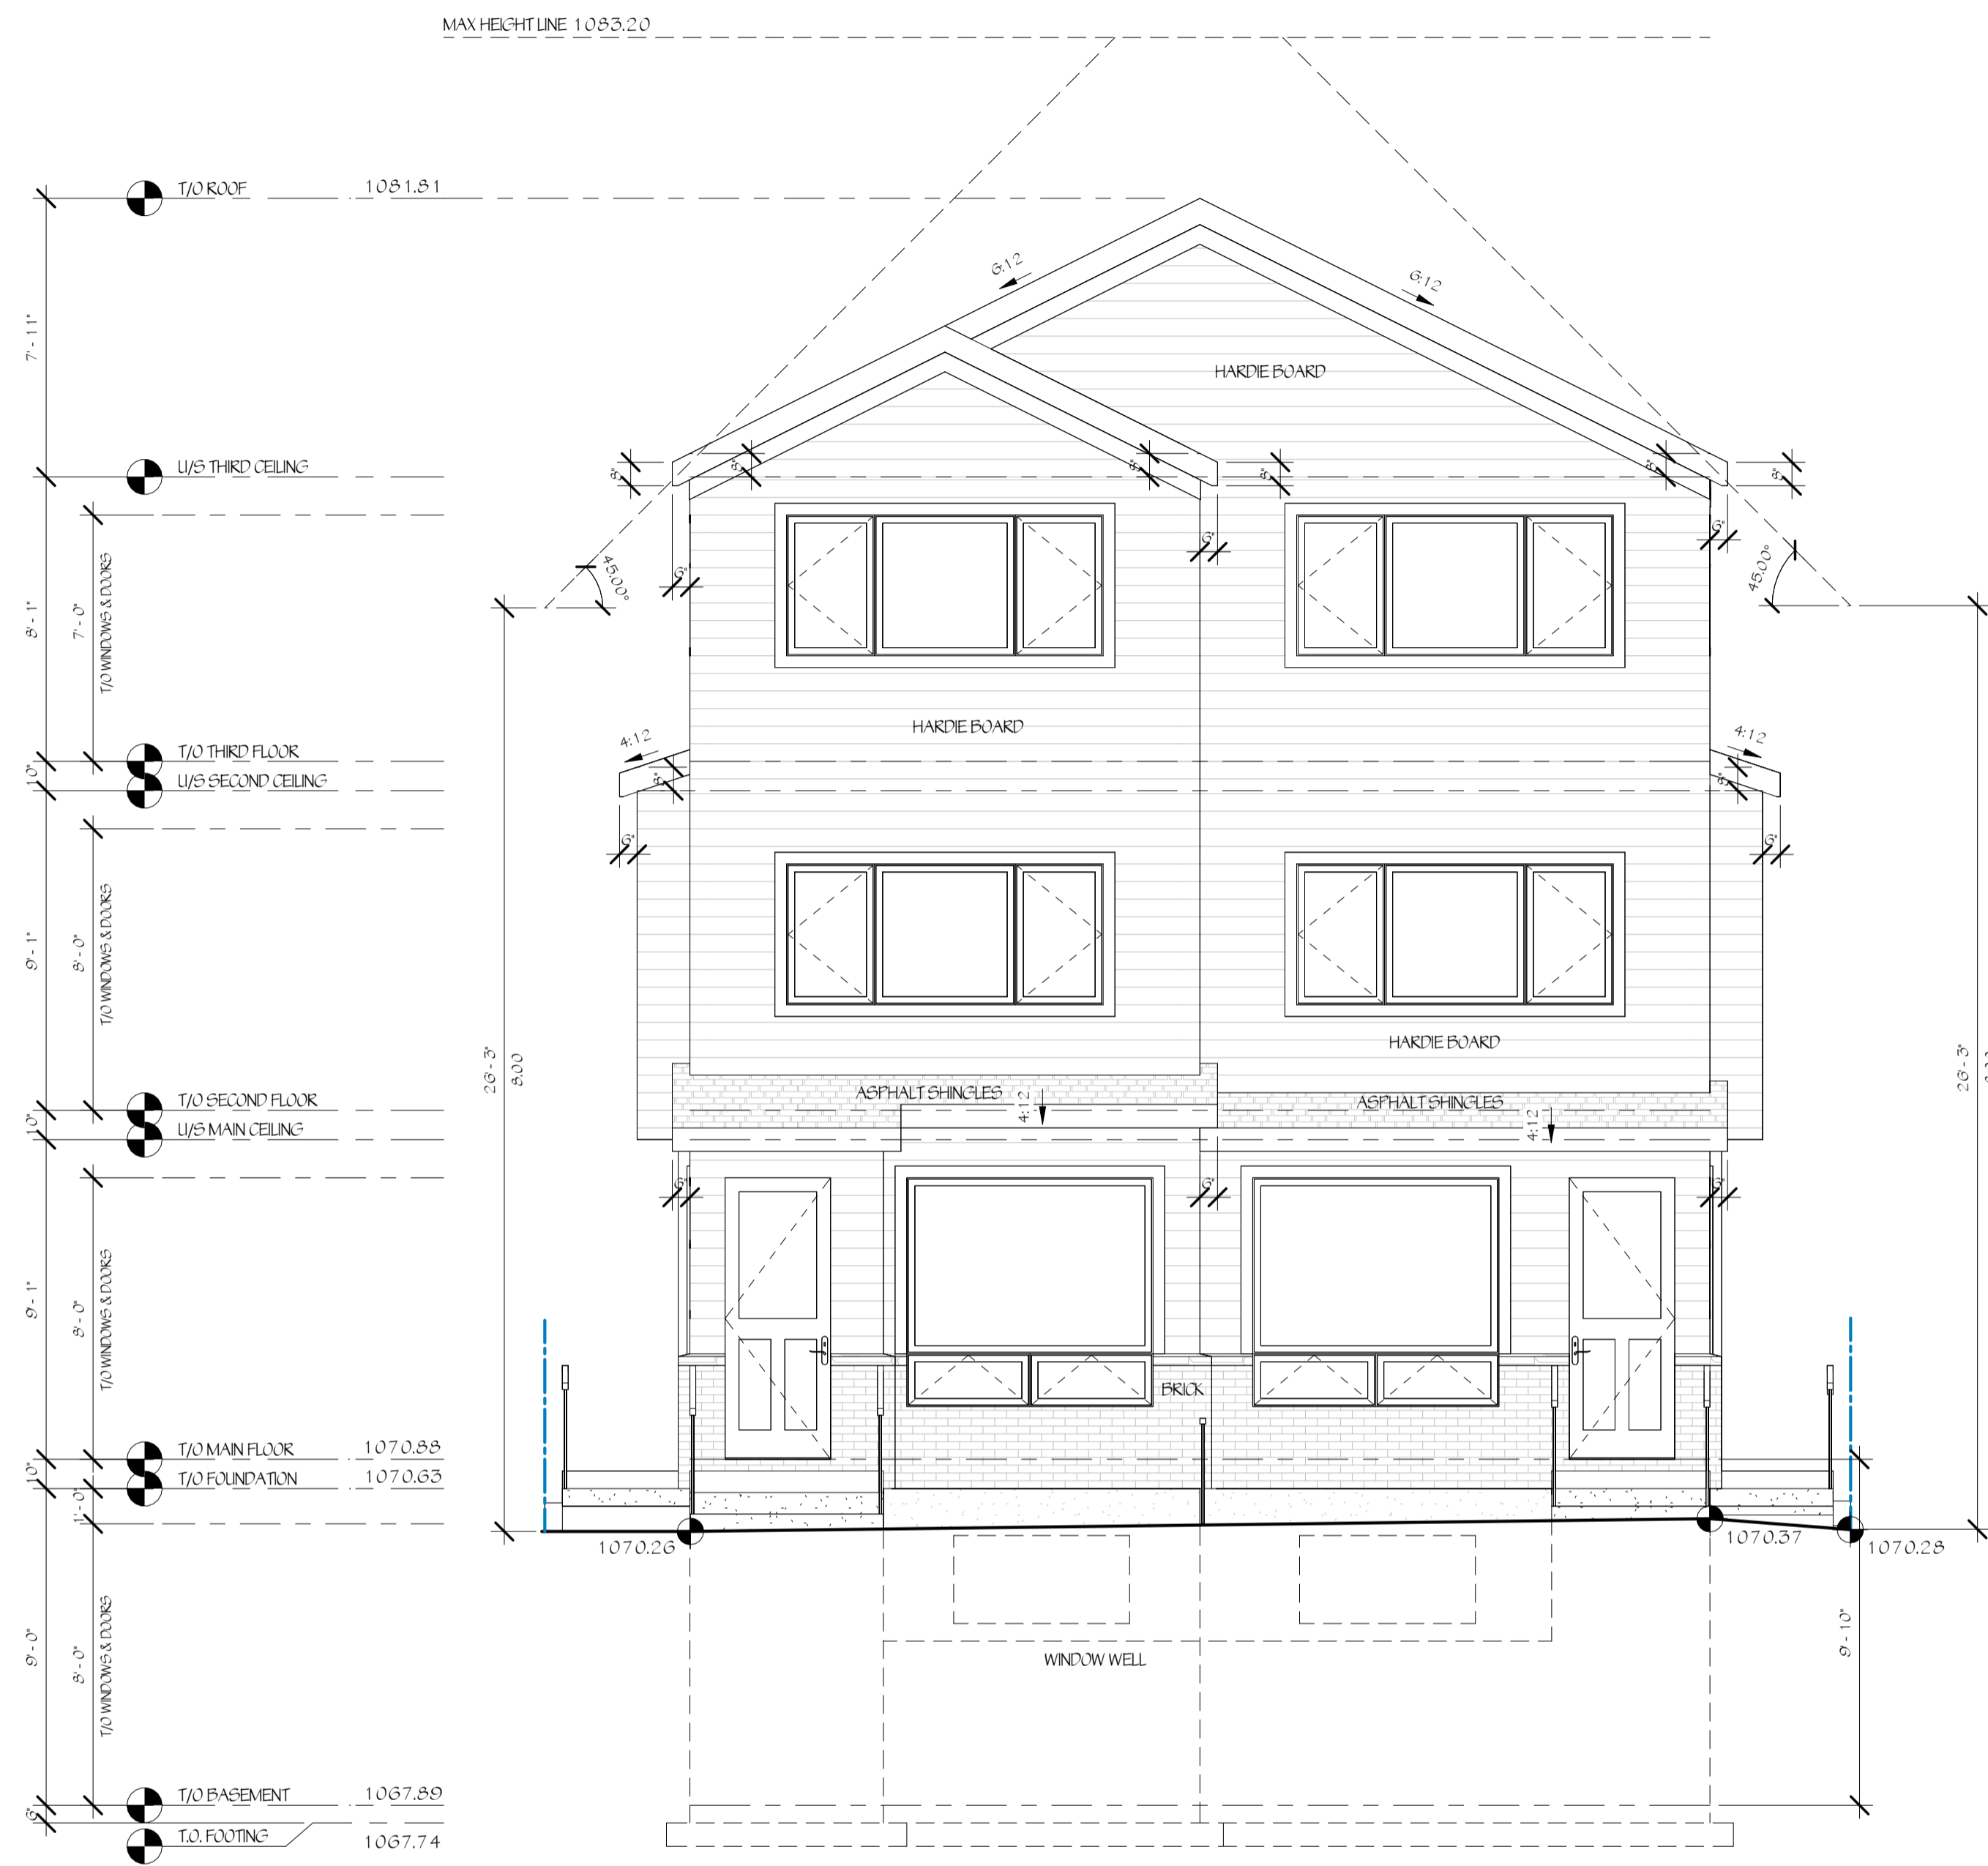 MAX HEIGHT LINE 1083.20
T/O ROOF 1081.81
6:12
6:12
7'-11"
HARDIE BOARD
U/S THIRD CEILING
8"
8"
8"
8"
8"
8"
6"
6"
6"
45.00°
45.00°
T/O WINDOWS & DOORS
7'-0"
8'-1"
HARDIE BOARD
4:12
4:12
T/O THIRD FLOOR
10"
U/S SECOND CEILING
8"
8"
6"
6"
T/O WINDOWS & DOORS
8'-0"
9'-1"
HARDIE BOARD
26'-3"
8.00
26'-3"
ASPHALT SHINGLES
4:12
ASPHALT SHINGLES
4:12
T/O SECOND FLOOR
10"
U/S MAIN CEILING
6"
6"
6"
T/O WINDOWS & DOORS
8'-0"
9'-1"
BRICK
T/O MAIN FLOOR 1070.88
10"
T/O FOUNDATION 1070.63
1'-0"
1070.26
1070.37
1070.28
WINDOW WELL
9'-10"
T/O WINDOWS & DOORS
8'-0"
9'-0"
T/O BASEMENT 1067.89
6"
T.O. FOOTING 1067.74